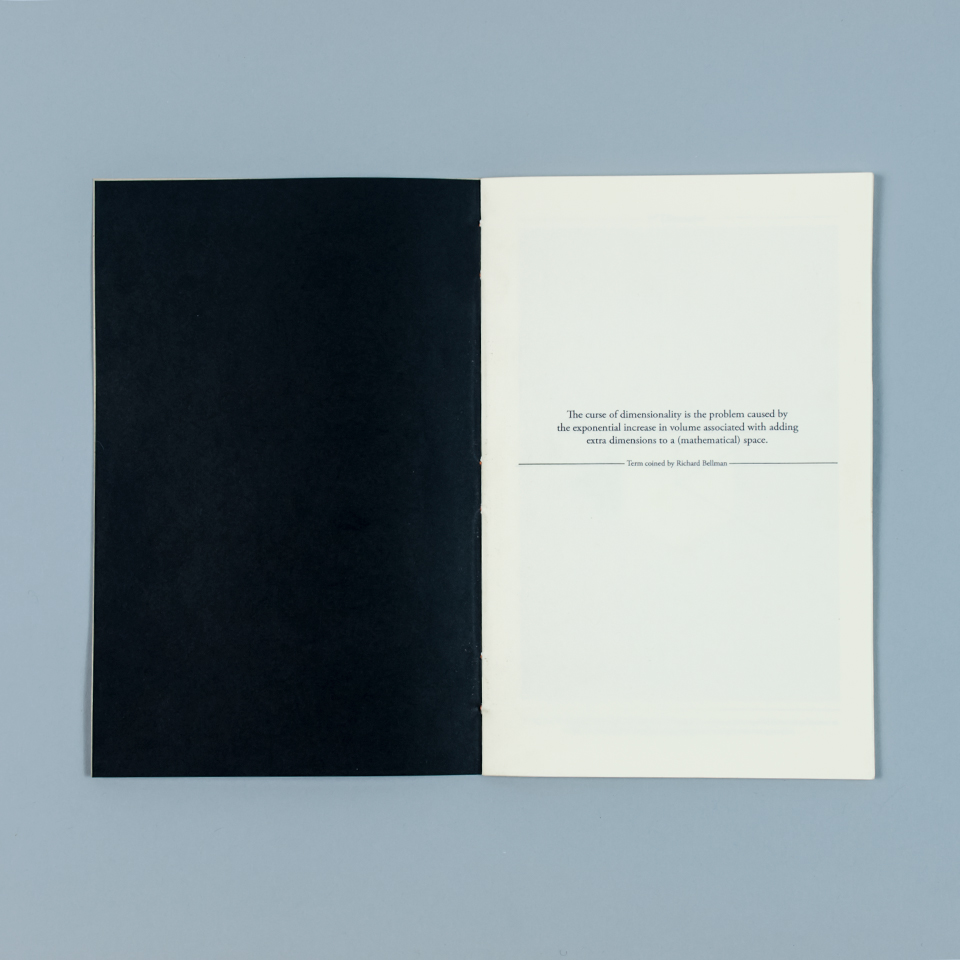 The curse of dimensionality is the problem caused by
the exponential increase in volume associated with adding
extra dimensions to a (mathematical) space.
Term coined by Richard Bellman